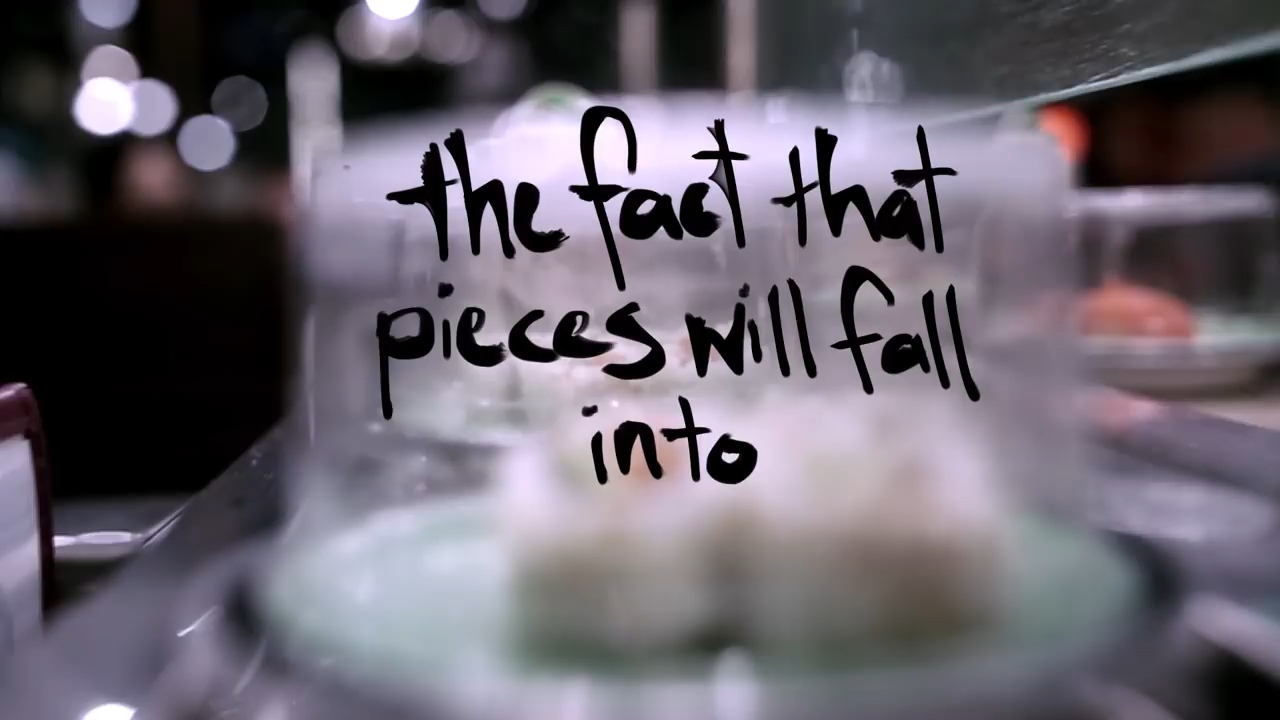 the fact that
pieces will fall
into